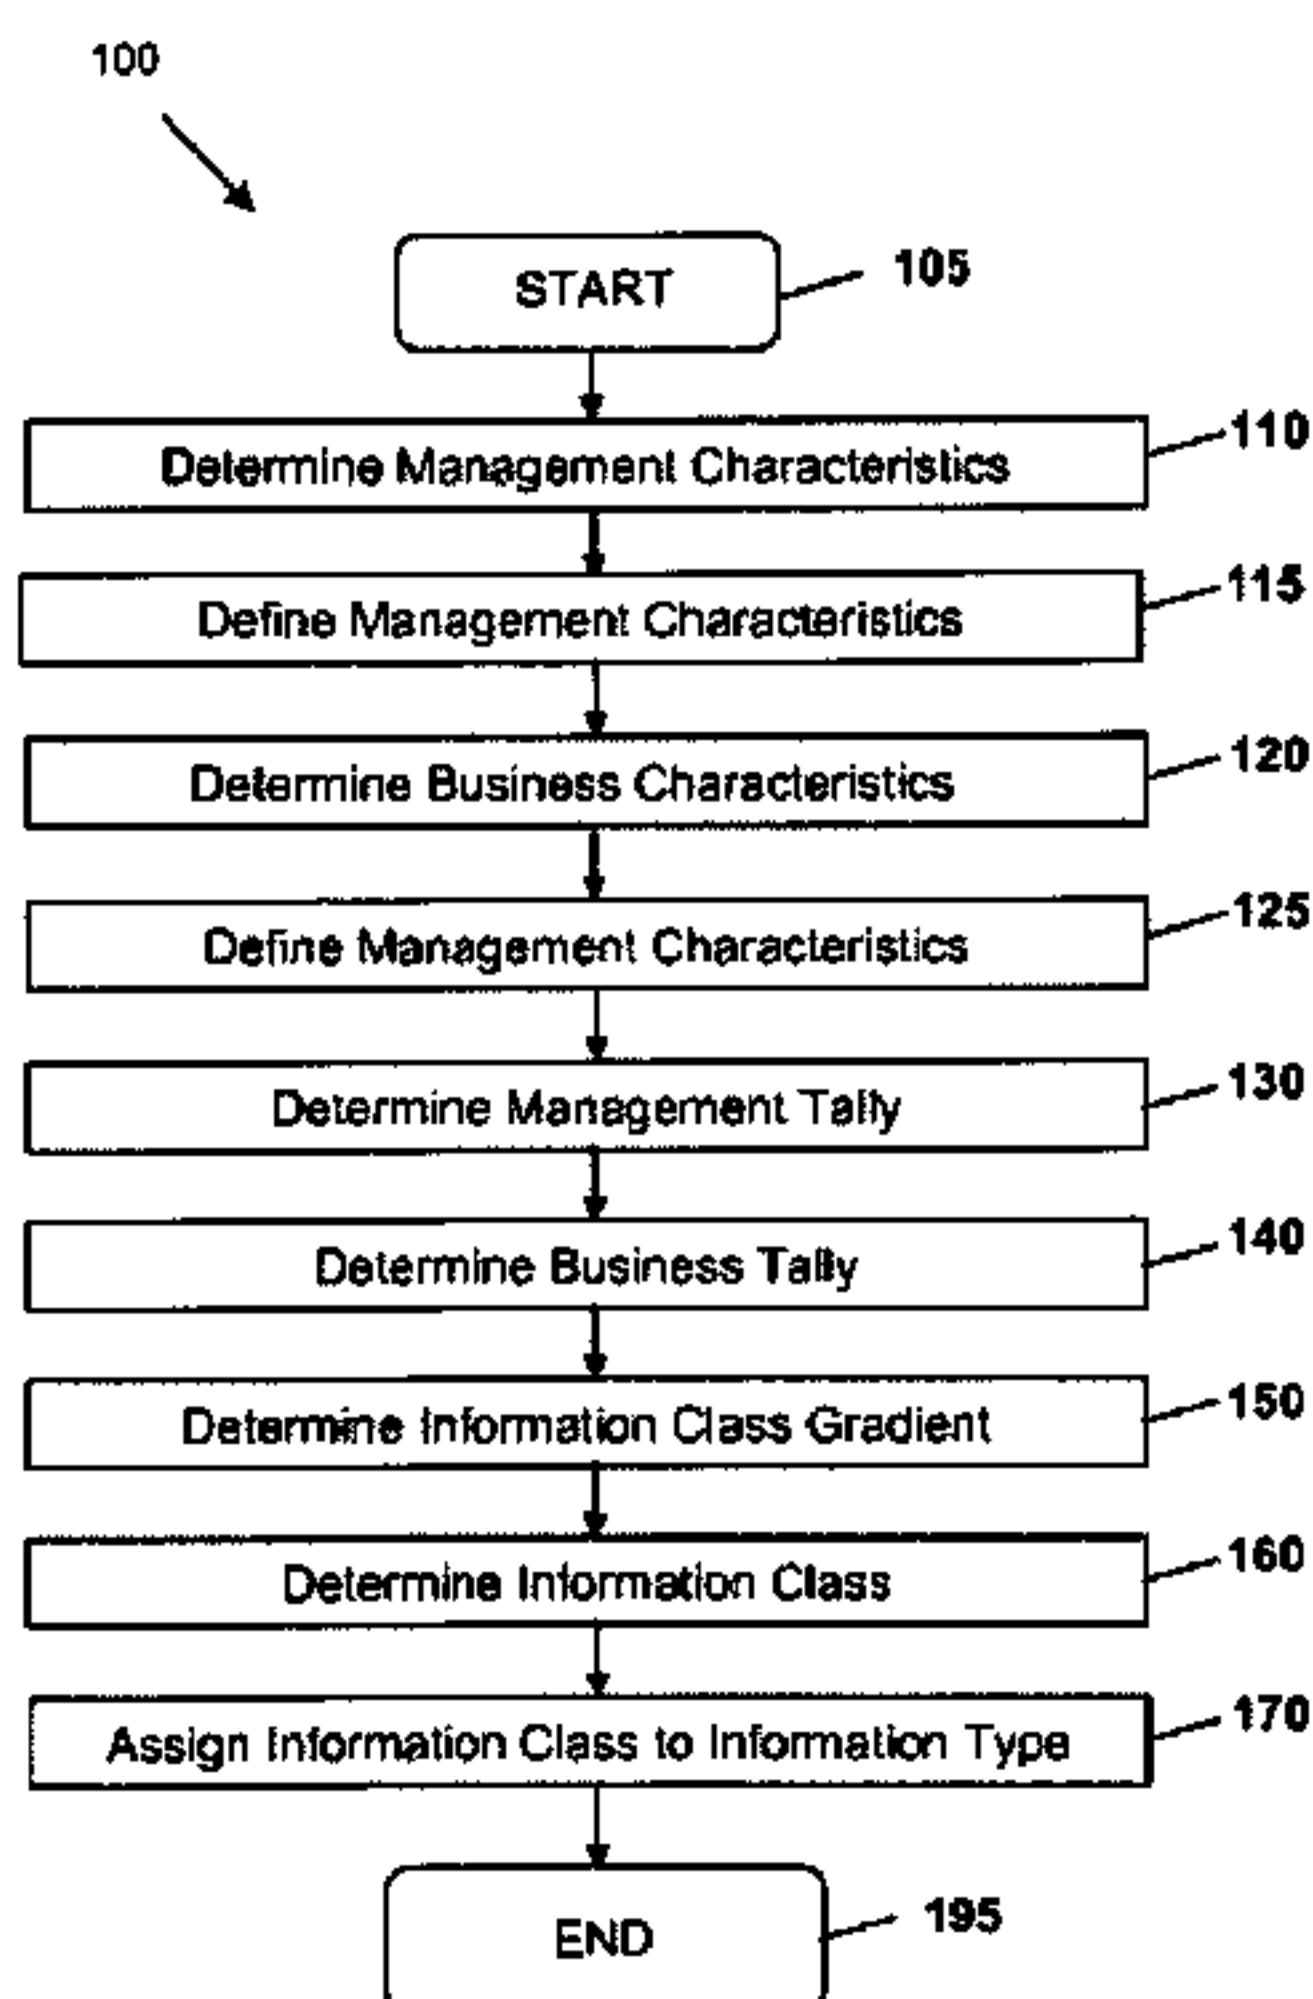 100
START
105
Determine Management Characteristics
110
Define Management Characteristics
115
Determine Business Characteristics
120
Define Management Characteristics
125
Determine Management Tally
130
Determine Business Tally
140
Determine Information Class Gradient
150
Determine Information Class
160
Assign Information Class to Information Type
170
END
195